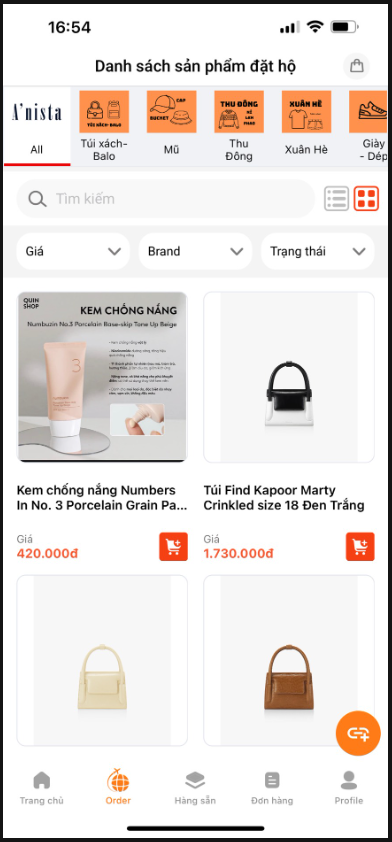 16:54
Danh sách sản phẩm đặt hộ
A'nista
TÚI XÁCH- BALO
CAP
BUCKET
THU ĐÔNG
XUÂN HÈ
All
Túi xách-
Balo
Mũ
Thu
Đông
Xuân Hè
Giày
- Dép
Tìm kiếm
Giá
Brand
Trạng thái
QUIN
SHOP
KEM CHỐNG NẮNG
Numbuzin No.3 Porcelain Base-skip Tone Up Beige
3
Kem chống nắng Numbers
In No. 3 Porcelain Grain Pa...
Túi Find Kapoor Marty
Crinkled size 18 Đen Trắng
Giá
420.000đ
Giá
1.730.000đ
Trang chủ
Order
Hàng sẵn
Đơn hàng
Profile